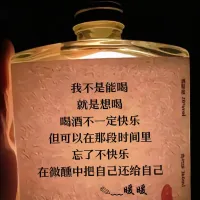 我不是能喝
就是想喝
喝酒不一定快乐
但可以在那段时间里
忘了不快乐
在微醺中把自己还给自己
暖暖